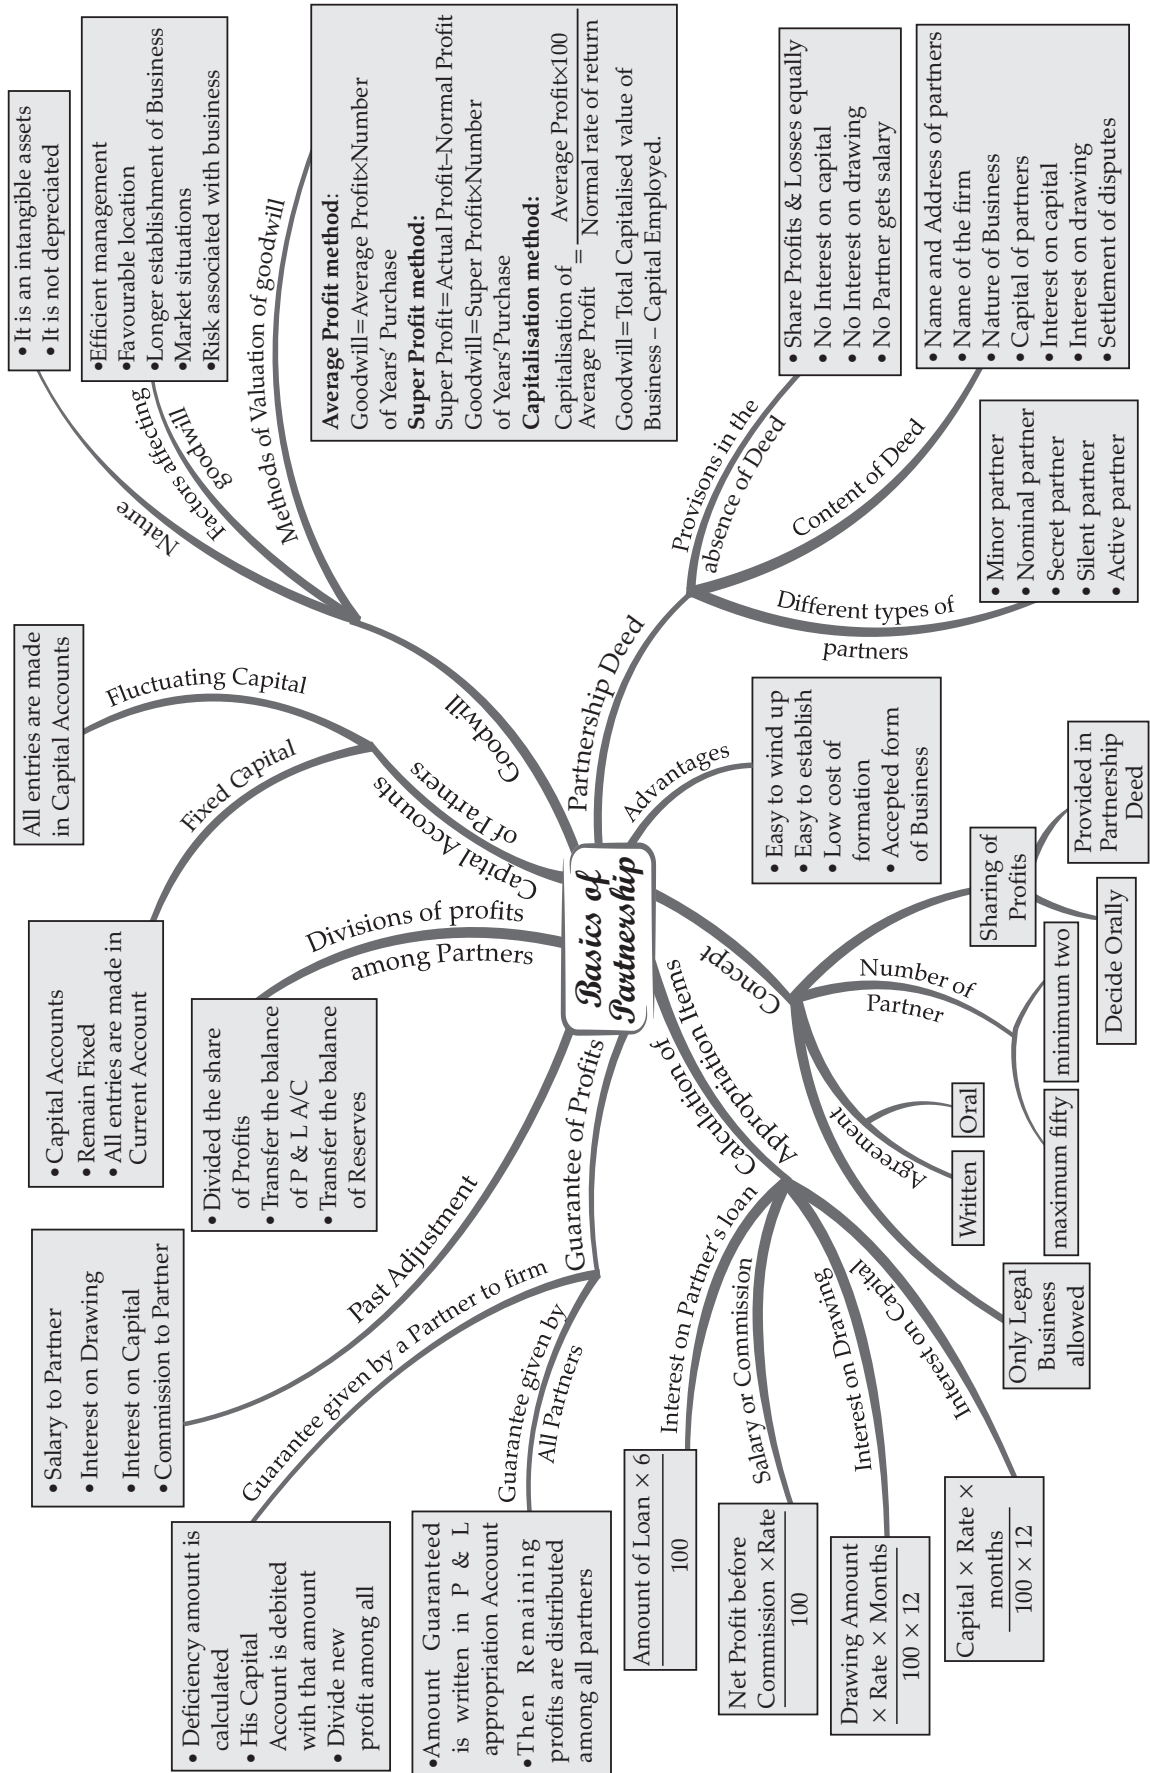 Basics of
Partnership
Goodwill
Nature
• It is an intangible assets
• It is not depreciated
Factors affecting
goodwill
•Efficient management
•Favourable location
•Longer establishment of Business
•Market situations
•Risk associated with business
Methods of Valuation of goodwill
Average Profit method:
Goodwill=Average Profit×Number
of Years' Purchase
Super Profit method:
Super Profit=Actual Profit–Normal Profit
Goodwill=Super Profit×Number
of Years'Purchase
Capitalisation method:
Capitalisation of
Average Profit
=
Average Profit×100
Normal rate of return
Goodwill=Total Capitalised value of
Business – Capital Employed.
Partnership Deed
Provisons in the
absence of Deed
• Share Profits & Losses equally
• No Interest on capital
• No Interest on drawing
• No Partner gets salary
Content of Deed
• Name and Address of partners
• Name of the firm
• Nature of Business
• Capital of partners
• Interest on capital
• Interest on drawing
• Settlement of disputes
Different types of
partners
• Minor partner
• Nominal partner
• Secret partner
• Silent partner
• Active partner
Advantages
• Easy to wind up
• Easy to establish
• Low cost of
formation
• Accepted form
of Business
Concept
Sharing of
Profits
Provided in
Partnership
Deed
Decide Orally
Number of
Partner
minimum two
maximum fifty
Agreement
Oral
Written
Only Legal
Business
allowed
Calculation of
Appropriation Items
Interest on Capital
Capital × Rate ×
months
100 × 12
Interest on Drawing
Drawing Amount
× Rate × Months
100 × 12
Salary or Commission
Net Profit before
Commission ×Rate
100
Interest on Partner's loan
Amount of Loan × 6
100
Guarantee of Profits
Guarantee given by
All Partners
•Amount Guaranteed
is written in P & L
appropriation Account
•Then Remaining
profits are distributed
among all partners
Guarantee given by a Partner to firm
• Deficiency amount is
calculated
• His Capital
Account is debited
with that amount
• Divide new
profit among all
Past Adjustment
• Salary to Partner
• Interest on Drawing
• Interest on Capital
• Commission to Partner
Divisions of profits
among Partners
• Divided the share
of Profits
• Transfer the balance
of P & L A/C
• Transfer the balance
of Reserves
Capital Accounts
of Partners
Fixed Capital
• Capital Accounts
• Remain Fixed
• All entries are made in
Current Account
Fluctuating Capital
All entries are made
in Capital Accounts